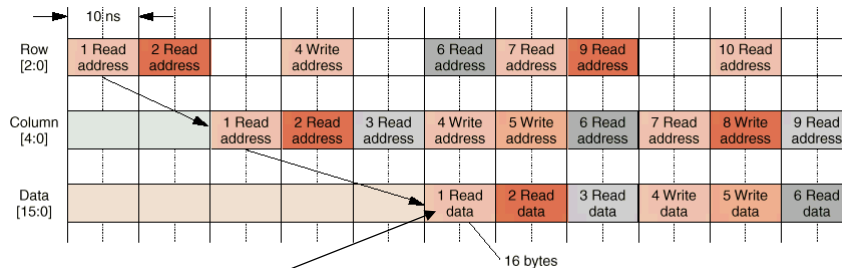 10 ns
Row
[2:0]
1 Read
address
2 Read
address
4 Write
address
6 Read
address
7 Read
address
9 Read
address
10 Read
address
Column
[4:0]
1 Read
address
2 Read
address
3 Read
address
4 Write
address
5 Write
address
6 Read
address
7 Read
address
8 Write
address
9 Read
address
Data
[15:0]
1 Read
data
2 Read
data
3 Read
data
4 Write
data
5 Write
data
6 Read
data
16 bytes